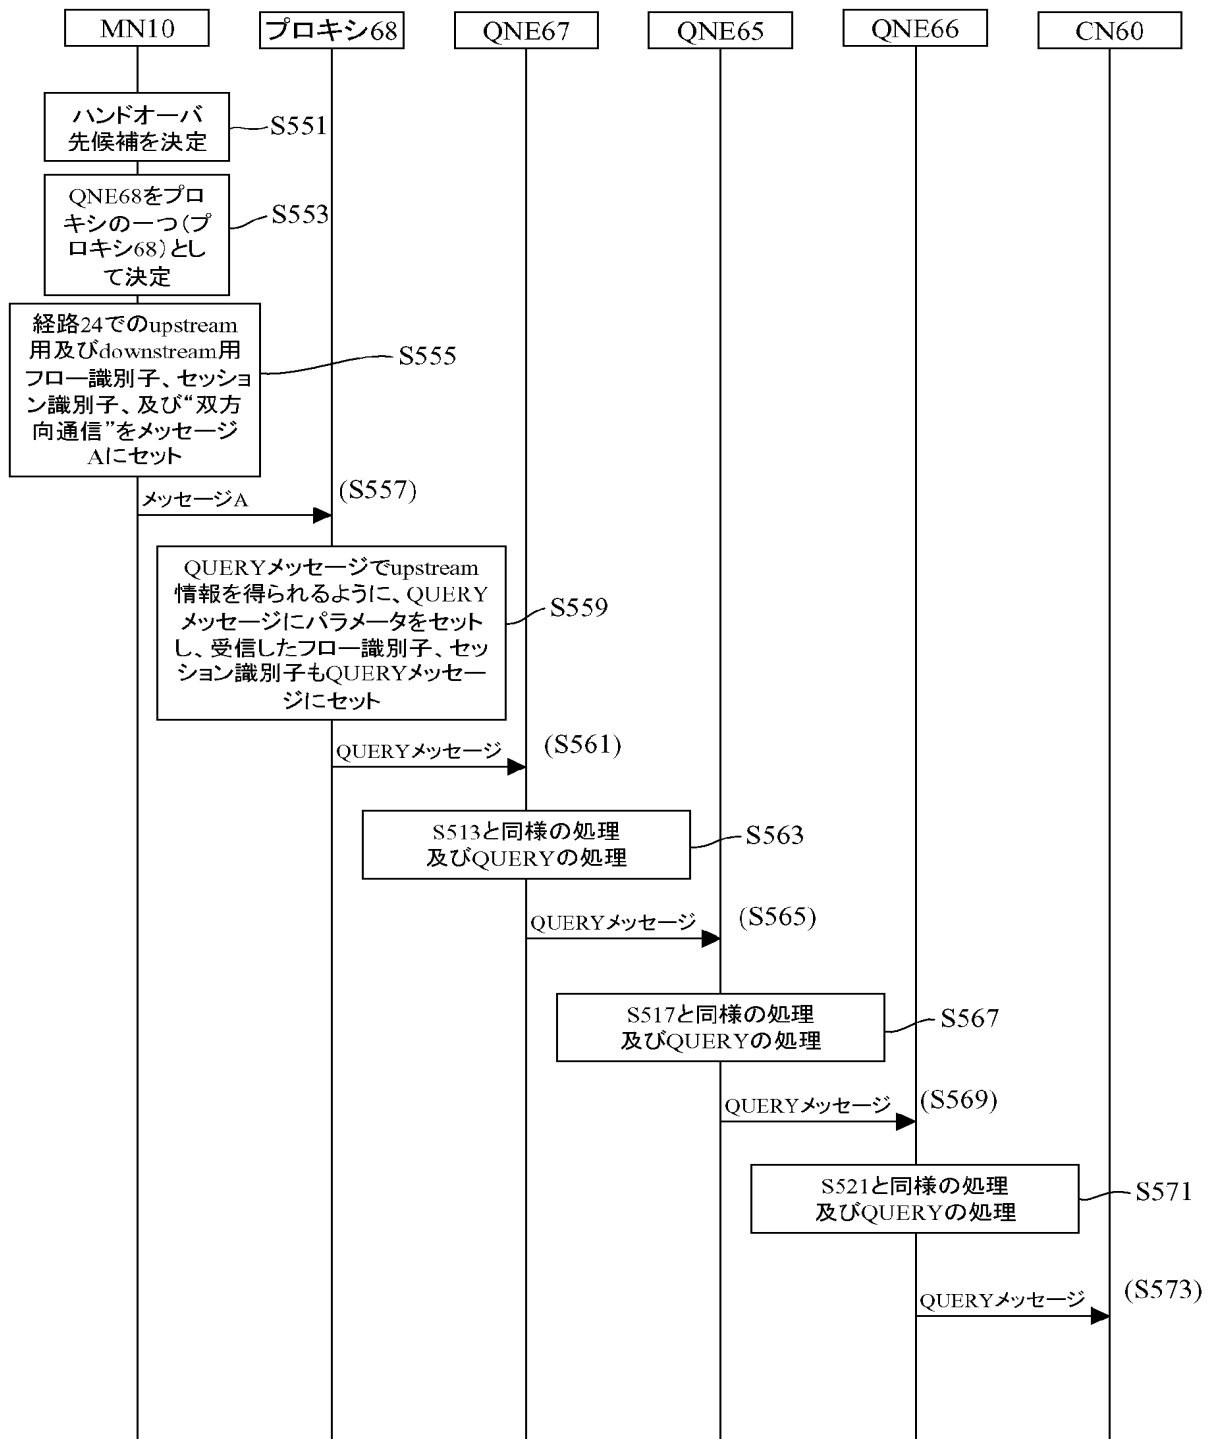 MN10
プロキシ68
QNE67
QNE65
QNE66
CN60
ハンドオーバ
先候補を決定
S551
QNE68をプロ
キシの一つ(プ
ロキシ68)とし
て決定
S553
経路24でのupstream
用及びdownstream用
フロー識別子、セッショ
ン識別子、及び“双方
向通信”をメッセージ
Aにセット
S555
メッセージA
(S557)
QUERYメッセージでupstream
情報を得られるように、QUERY
メッセージにパラメータをセット
し、受信したフロー識別子、セッ
ション識別子もQUERYメッセー
ジにセット
S559
QUERYメッセージ
(S561)
S513と同様の処理
及びQUERYの処理
S563
QUERYメッセージ
(S565)
S517と同様の処理
及びQUERYの処理
S567
QUERYメッセージ
(S569)
S521と同様の処理
及びQUERYの処理
S571
QUERYメッセージ
(S573)